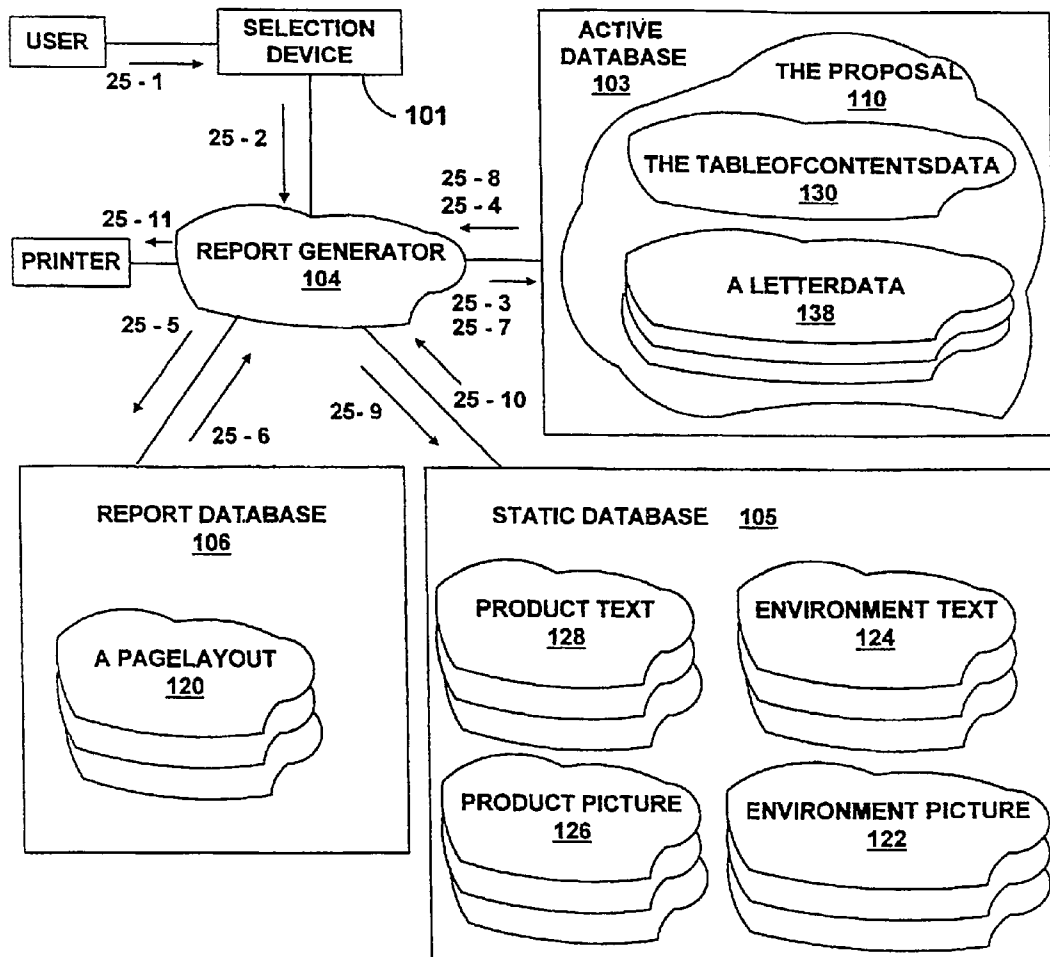 USER
SELECTION
DEVICE
25 - 1
101
25 - 2
ACTIVE
DATABASE
103
THE PROPOSAL
110
THE TABLEOFCONTENTSDATA
130
A LETTERDATA
138
25 - 8
25 - 4
25 - 11
PRINTER
REPORT GENERATOR
104
25 - 3
25 - 7
25 - 5
25 - 6
25 - 9
25 - 10
REPORT DATABASE
106
A PAGELAYOUT
120
STATIC DATABASE 105
PRODUCT TEXT
128
ENVIRONMENT TEXT
124
PRODUCT PICTURE
126
ENVIRONMENT PICTURE
122